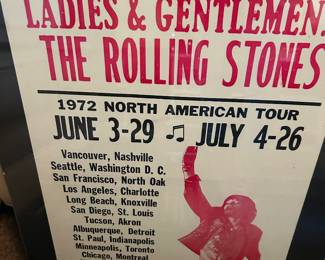 LADIES & GENTLEMEN
THE ROLLING STONES
1972 NORTH AMERICAN TOUR
JUNE 3-29 ♫ JULY 4-26
Vancouver, Nashville
Seattle, Washington D. C.
San Francisco, North Oak
Los Angeles, Charlotte
Long Beach, Knoxville
San Diego, St. Louis
Tucson, Akron
Albuquerque, Detroit
St. Paul, Indianapolis
Minneapolis, Toronto
Chicago, Montreal